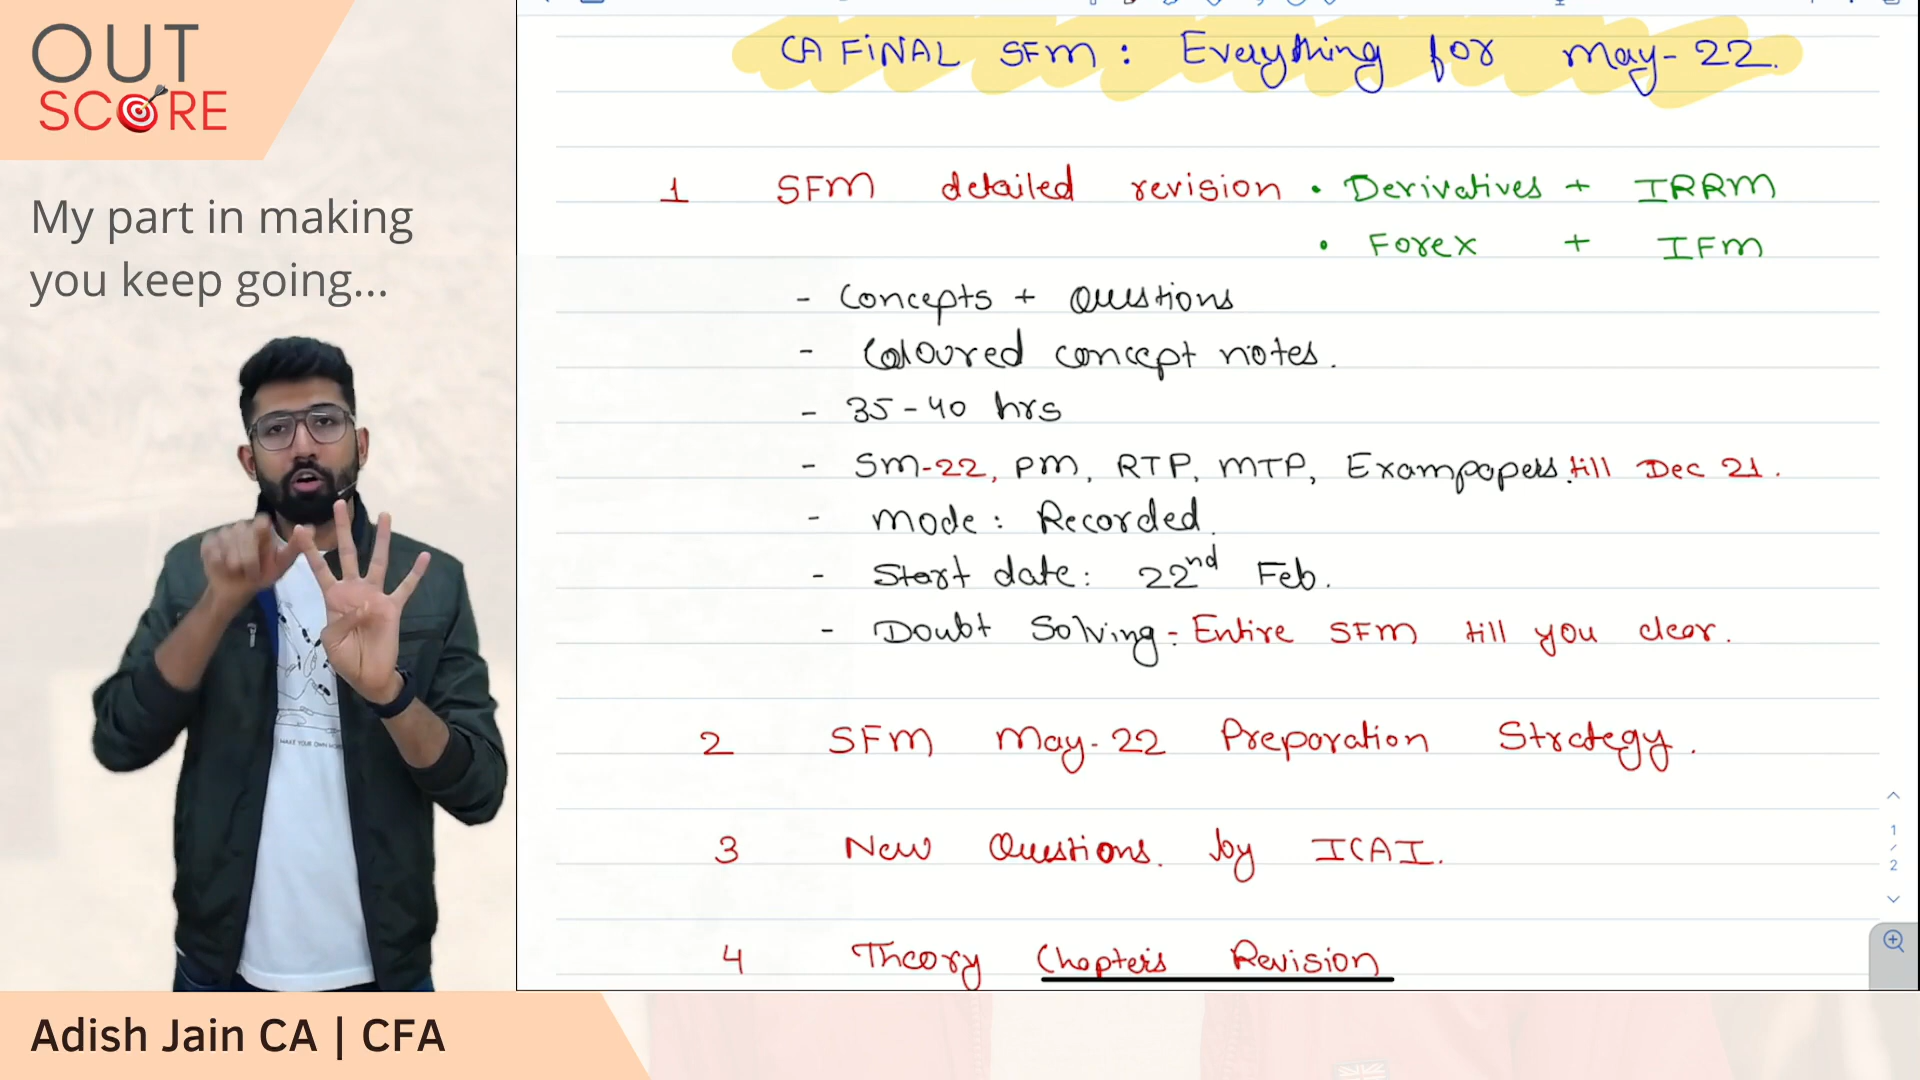 OUT
SCORE
My part in making
you keep going...
CA FINAL SFM : Everything for May-22.
1 SFM detailed revision • Derivatives + IRRM
• Forex + IFM
- Concepts + Questions
- Coloured concept notes.
- 35-40 hrs
- SM-22, PM, RTP, MTP, Exampapers till Dec 21.
- Mode: Recorded.
- Start date: 22nd Feb.
- Doubt Solving - Entire SFM till you clear.
2 SFM May-22 Preparation Strategy.
3 New Questions. by ICAI.
4 Theory Chapters Revision
1
/
2
Adish Jain CA | CFA